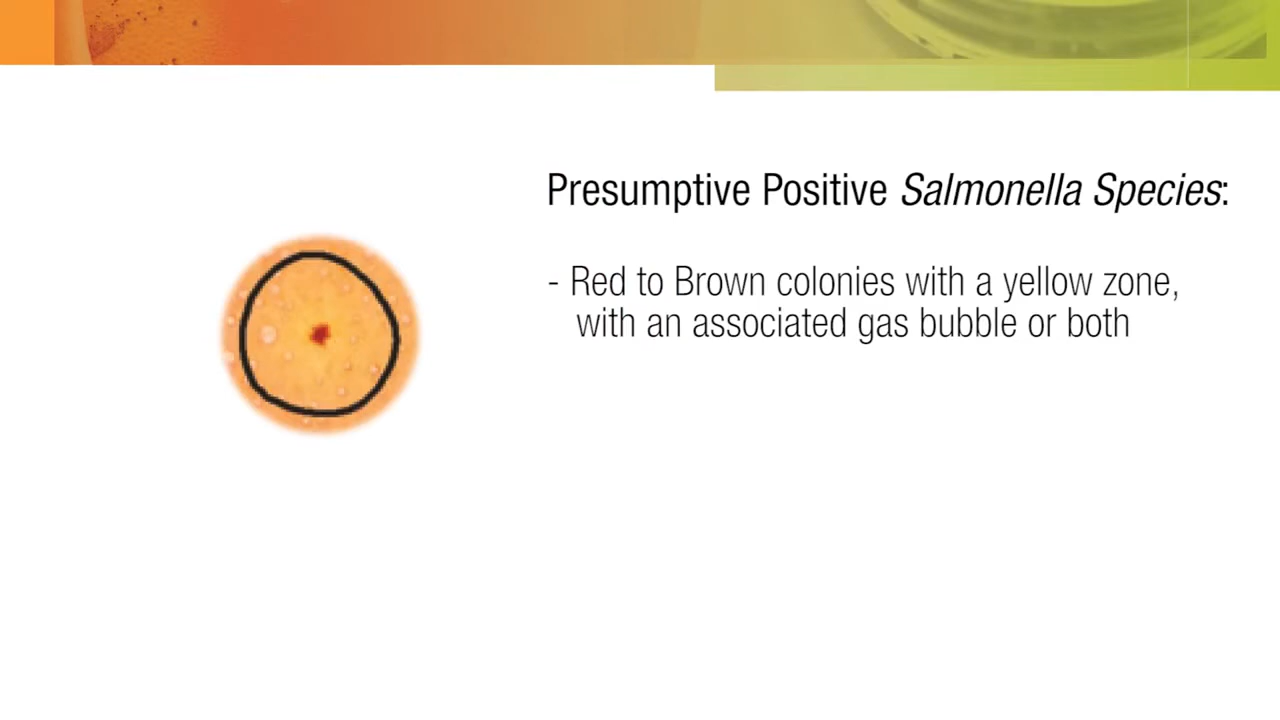 Presumptive Positive Salmonella Species:
- Red to Brown colonies with a yellow zone,
with an associated gas bubble or both